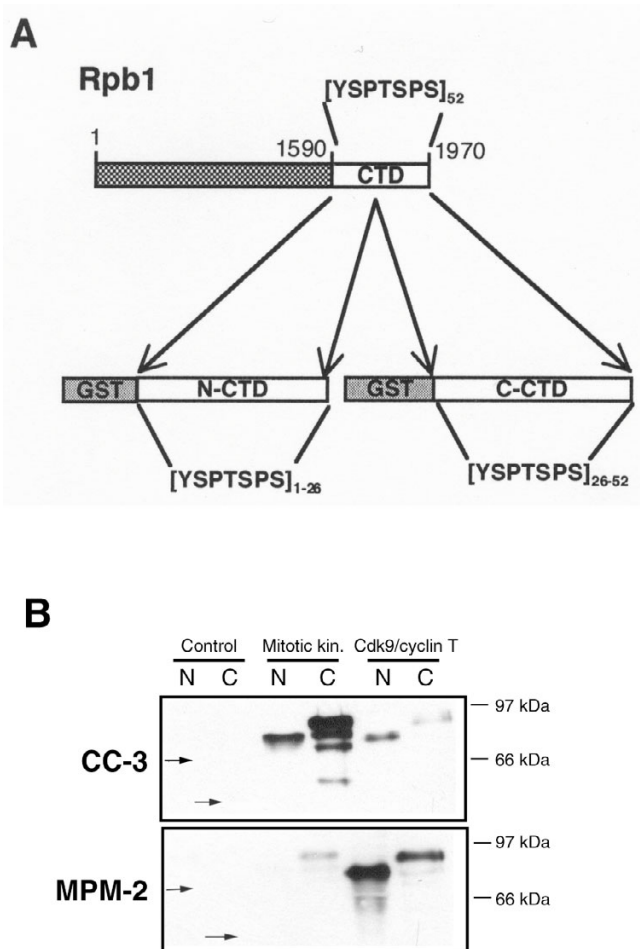 A
Rpb1
[YSPTSPS]52
1
1590
1970
CTD
GST
N-CTD
GST
C-CTD
[YSPTSPS]1-26
[YSPTSPS]26-52
B
Control
Mitotic kin.
Cdk9/cyclin T
N C N C N C
97 kDa
CC-3
66 kDa
97 kDa
MPM-2
66 kDa